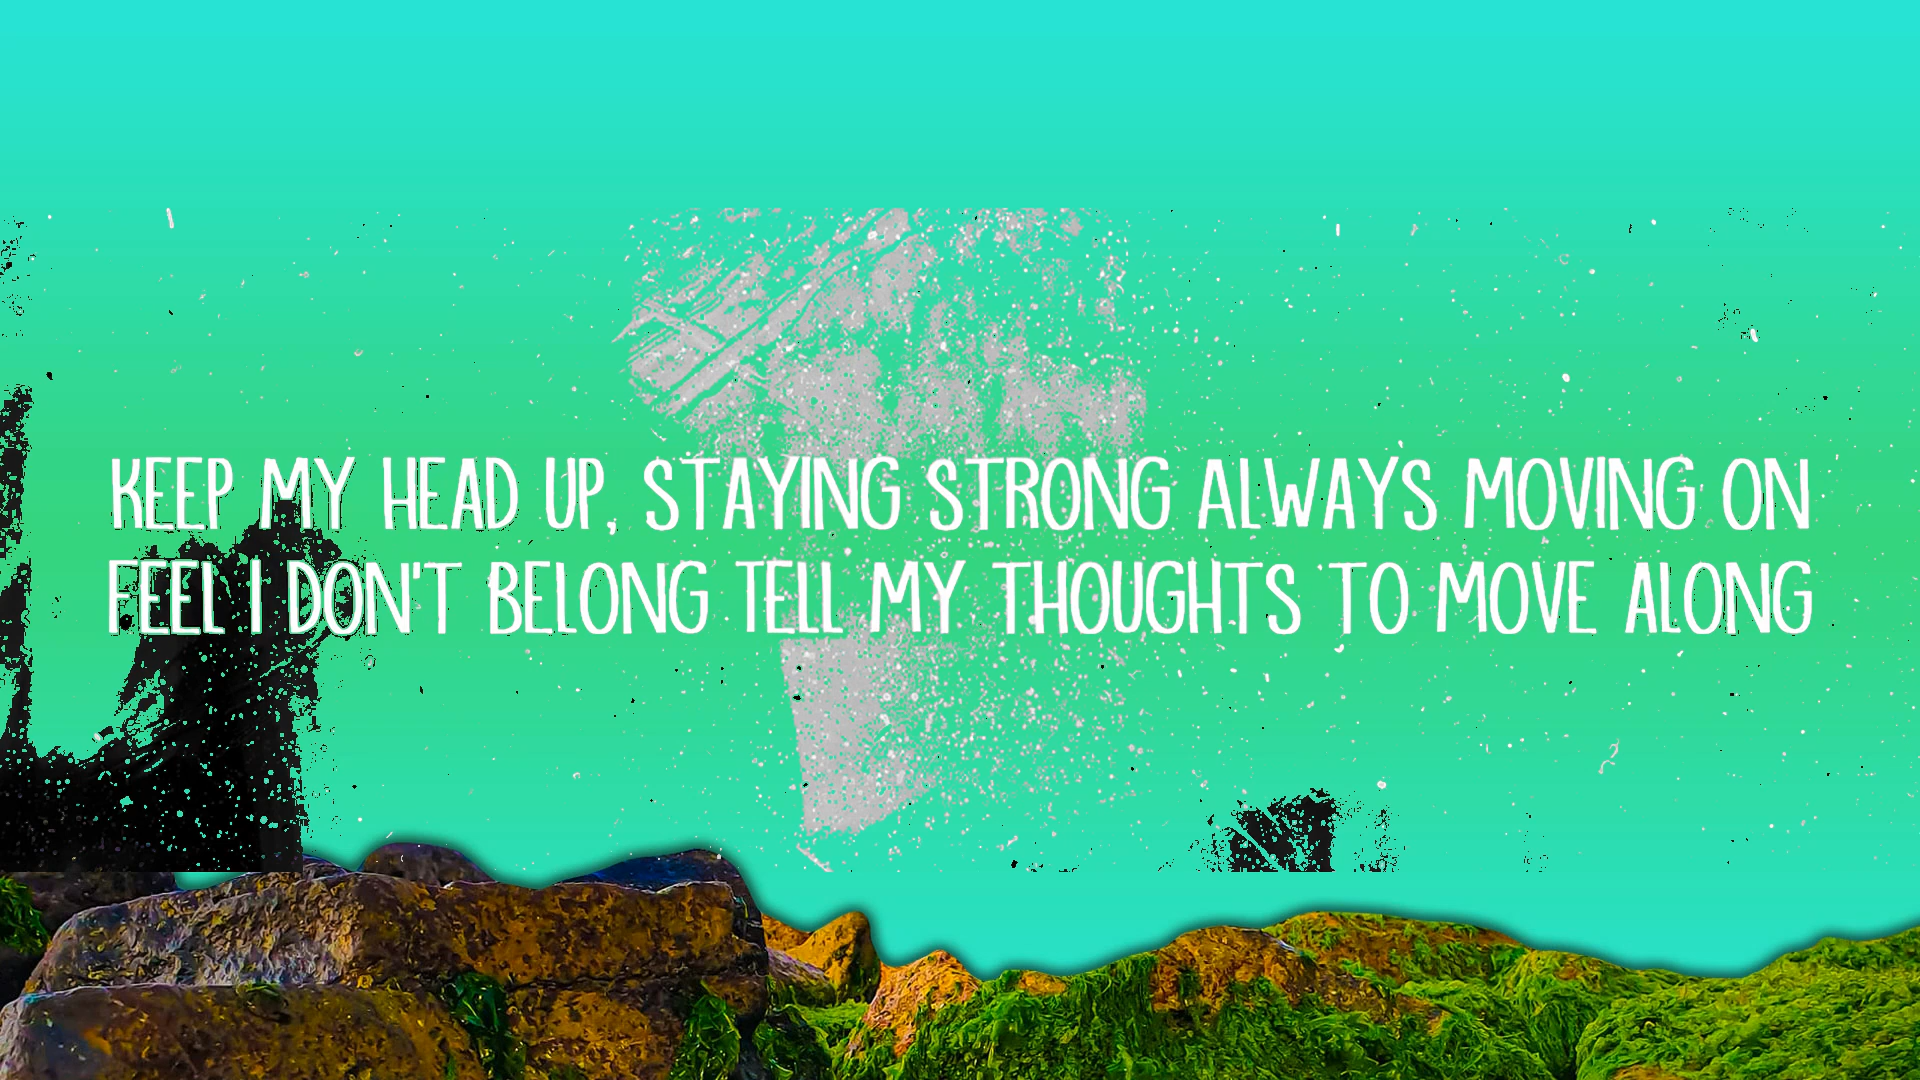 KEEP MY HEAD UP, STAYING STRONG ALWAYS MOVING ON
FEEL I DON'T BELONG TELL MY THOUGHTS TO MOVE ALONG